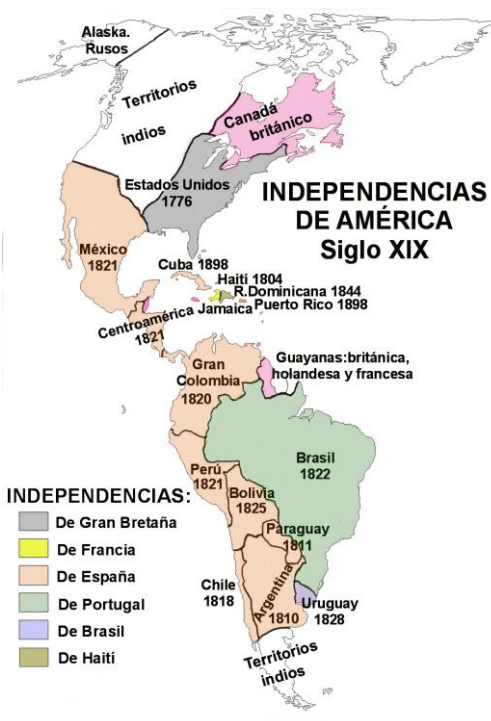 Alaska.
Rusos
Territorios
indios
Canadá
británico
Estados Unidos
1776
INDEPENDENCIAS
DE AMÉRICA
Siglo XIX
México
1821
Cuba 1898
Haití 1804
R.Dominicana 1844
Puerto Rico 1898
Jamaica
Centroamérica
1821
Guayanas:británica,
holandesa y francesa
Gran
Colombia
1820
Brasil
1822
Perú
1821
Bolivia
1825
Paraguay
1811
Chile
1818
Argentina
1810
Uruguay
1828
Territorios
indios
INDEPENDENCIAS:
De Gran Bretaña
De Francia
De España
De Portugal
De Brasil
De Haití